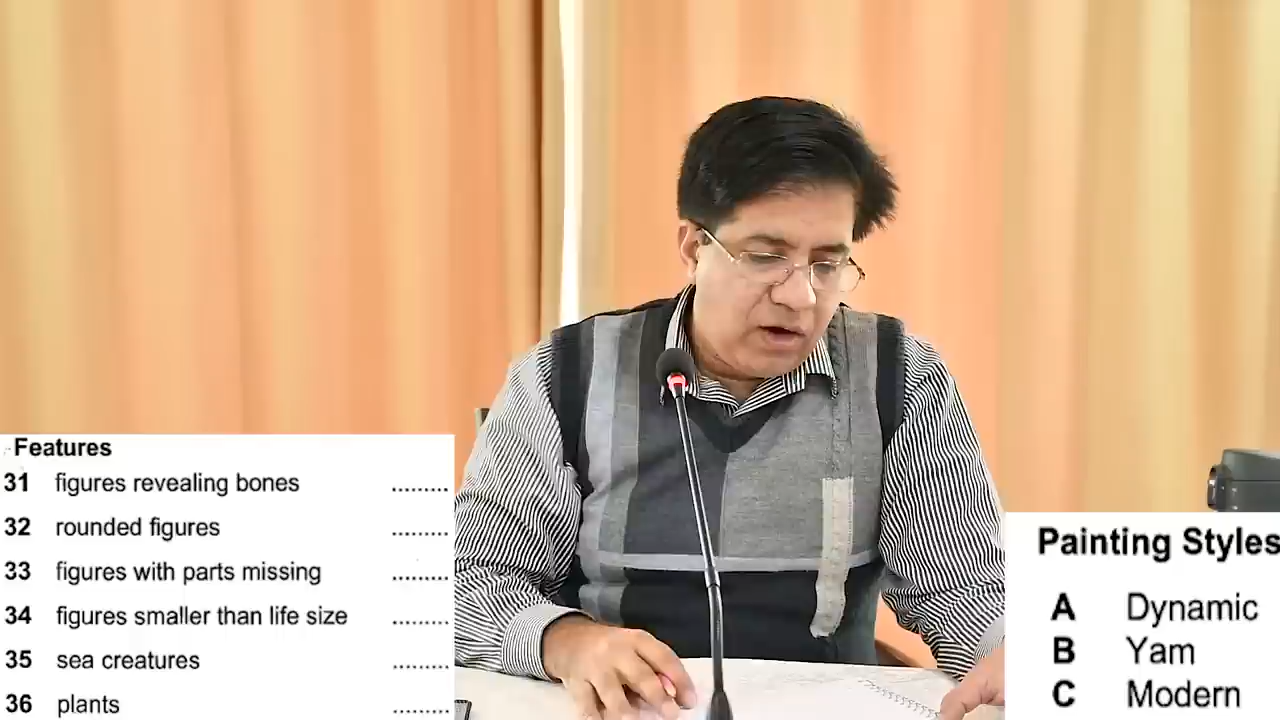 Features
31 figures revealing bones .........
32 rounded figures .........
33 figures with parts missing .........
34 figures smaller than life size .........
35 sea creatures .........
36 plants .........
Painting Styles
A Dynamic
B Yam
C Modern